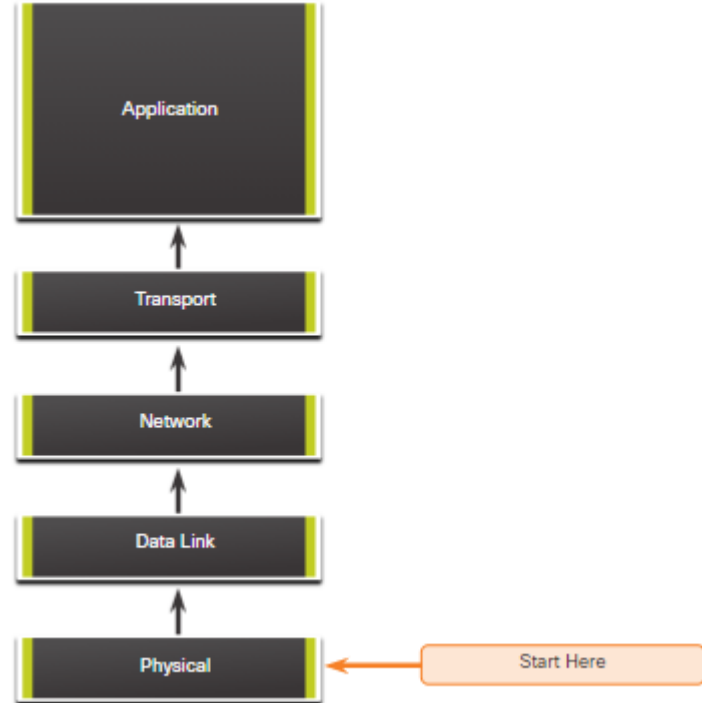 Application
Transport
Network
Data Link
Physical
Start Here